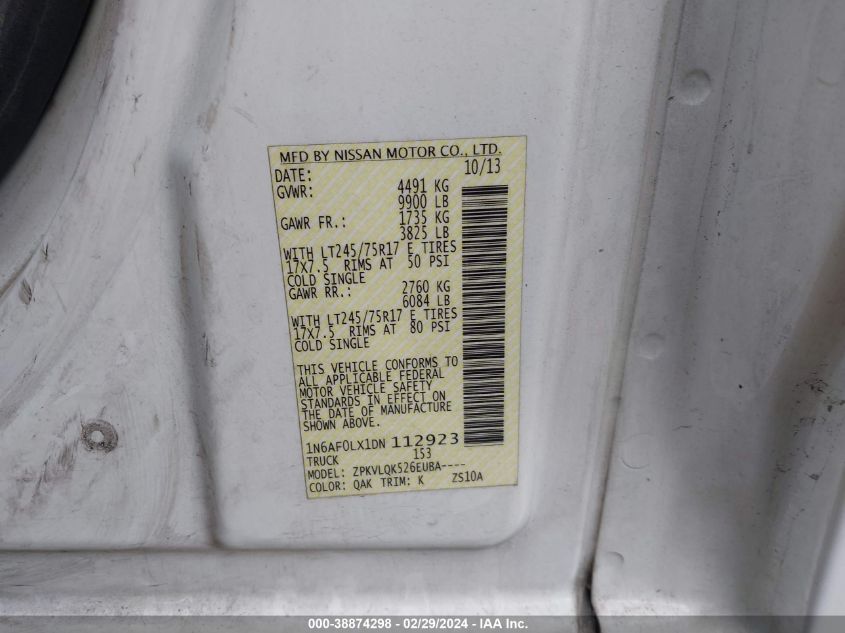 MFD BY NISSAN MOTOR CO., LTD.
DATE: 10/13
GVWR: 4491 KG
9900 LB
GAWR FR.: 1735 KG
3825 LB
WITH LT245/75R17 E TIRES
17X7.5 RIMS AT 50 PSI
COLD SINGLE
GAWR RR.: 2760 KG
6084 LB
WITH LT245/75R17 E TIRES
17X7.5 RIMS AT 80 PSI
COLD SINGLE
THIS VEHICLE CONFORMS TO
ALL APPLICABLE FEDERAL
MOTOR VEHICLE SAFETY
STANDARDS IN EFFECT ON
THE DATE OF MANUFACTURE
SHOWN ABOVE.
1N6AF0LX1DN 112923
TRUCK 153
MODEL: ZPKVLQK526EUBA----
COLOR: QAK TRIM: K ZS10A
000-38874298 - 02/29/2024 - IAA Inc.